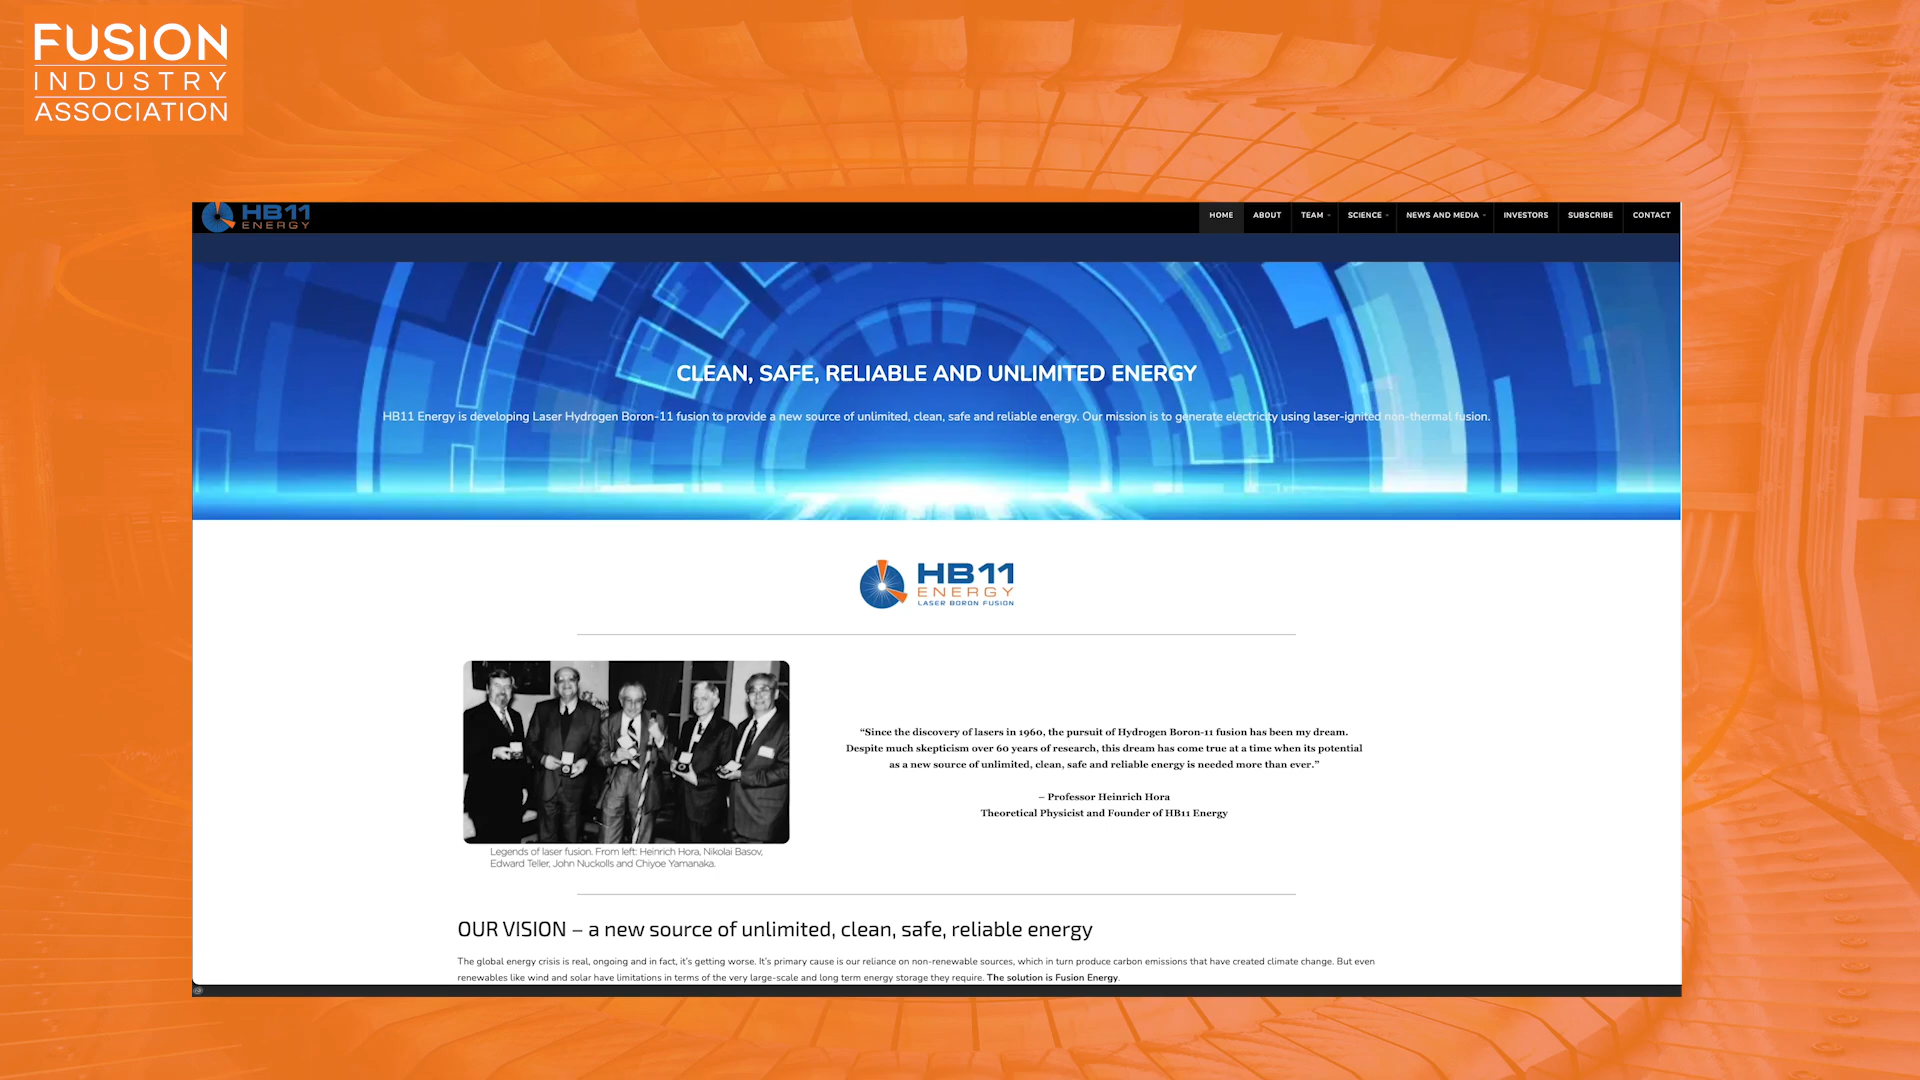 FUSION
INDUSTRY
ASSOCIATION
HB11
ENERGY
HOME ABOUT TEAM SCIENCE NEWS AND MEDIA INVESTORS SUBSCRIBE CONTACT
CLEAN, SAFE, RELIABLE AND UNLIMITED ENERGY
HB11 Energy is developing Laser Hydrogen Boron-11 fusion to provide a new source of unlimited, clean, safe and reliable energy. Our mission is to generate electricity using laser-ignited non-thermal fusion.
HB11
ENERGY
LASER BORON FUSION
Legends of laser fusion. From left: Heinrich Hora, Nikolai Basov,
Edward Teller, John Nuckolls and Chiyoe Yamanaka.
“Since the discovery of lasers in 1960, the pursuit of Hydrogen Boron-11 fusion has been my dream.
Despite much skepticism over 60 years of research, this dream has come true at a time when its potential
as a new source of unlimited, clean, safe and reliable energy is needed more than ever.”
– Professor Heinrich Hora
Theoretical Physicist and Founder of HB11 Energy
OUR VISION – a new source of unlimited, clean, safe, reliable energy
The global energy crisis is real, ongoing and in fact, it’s getting worse. It’s primary cause is our reliance on non-renewable sources, which in turn produce carbon emissions that have created climate change. But even
renewables like wind and solar have limitations in terms of the very large-scale and long term energy storage they require. The solution is Fusion Energy.